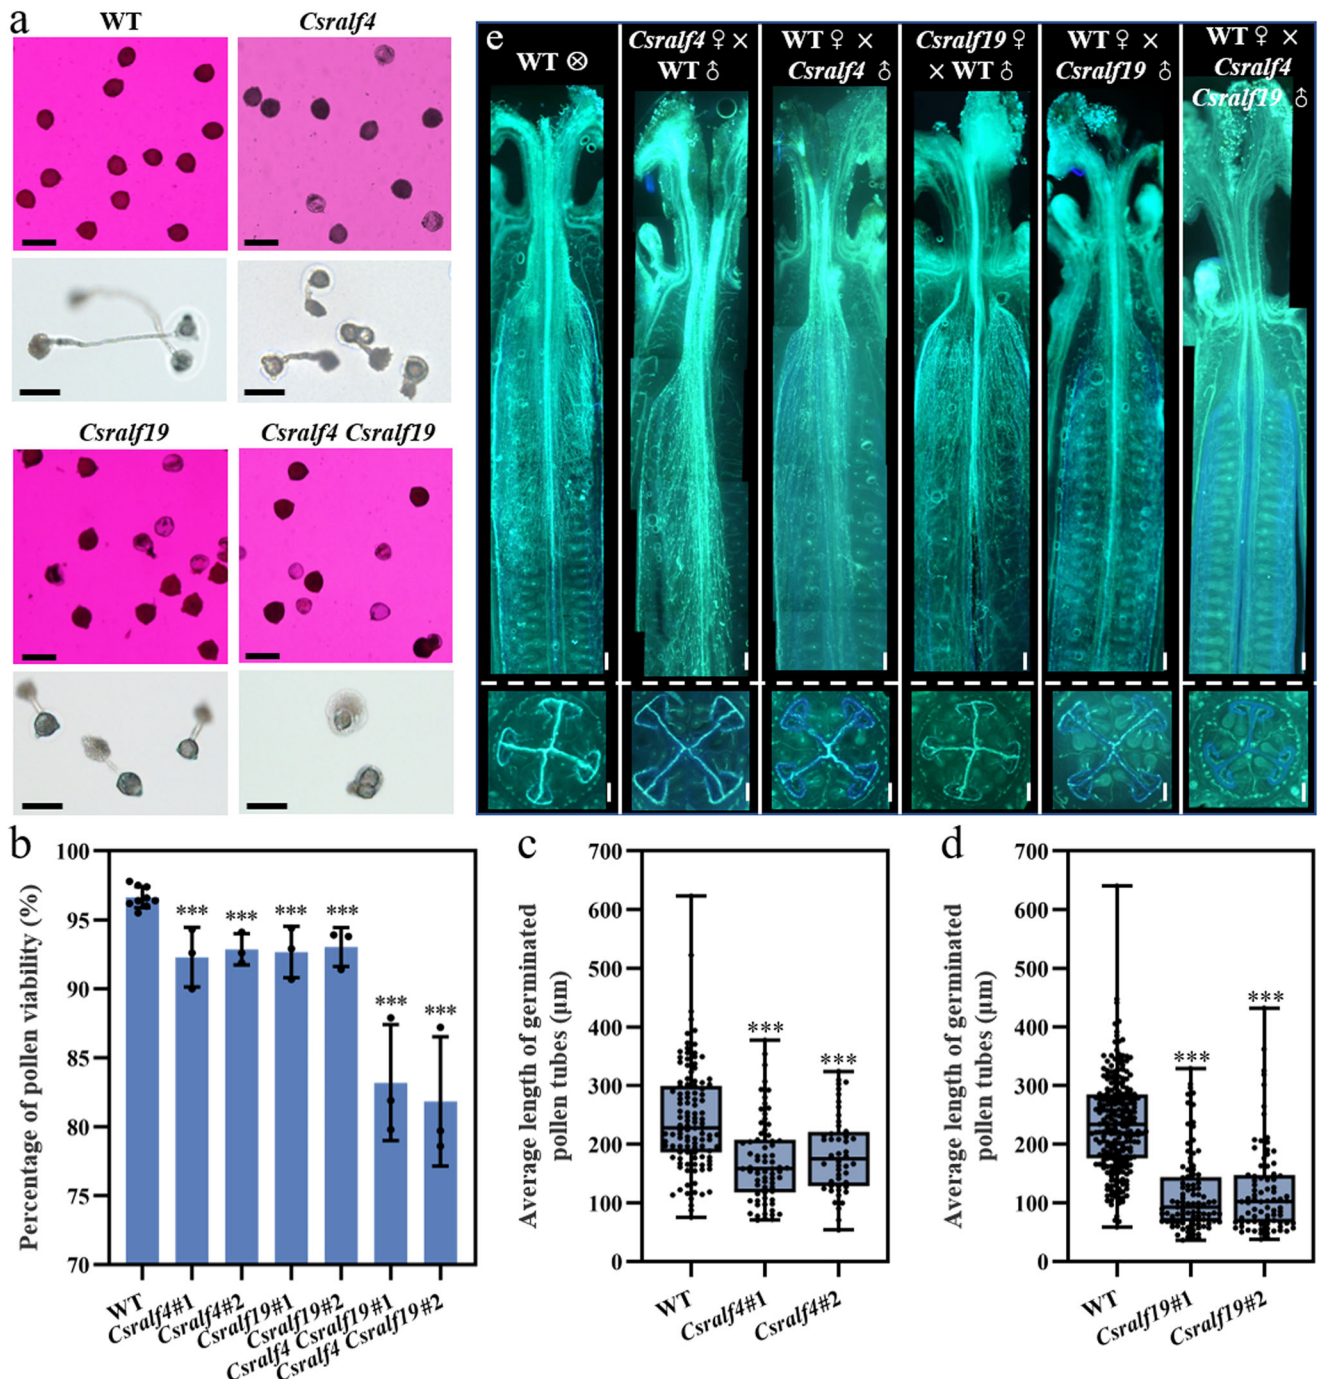 a
WT
Csralf4
Csralf19
Csralf4 Csralf19
e
WT ⊗
Csralf4 ♀ ×
WT ♂
WT ♀ ×
Csralf4 ♂
Csralf19 ♀
× WT ♂
WT ♀ ×
Csralf19 ♂
WT ♀ ×
Csralf4
Csralf19 ♂
b
Percentage of pollen viability (%)
100
95
90
85
80
75
70
***
***
***
***
***
***
WT
Csralf4#1
Csralf4#2
Csralf19#1
Csralf19#2
Csralf4 Csralf19#1
Csralf4 Csralf19#2
c
Average length of germinated
pollen tubes (μm)
700
600
500
400
300
200
100
0
***
***
WT
Csralf4#1
Csralf4#2
d
Average length of germinated
pollen tubes (μm)
700
600
500
400
300
200
100
0
***
***
WT
Csralf19#1
Csralf19#2